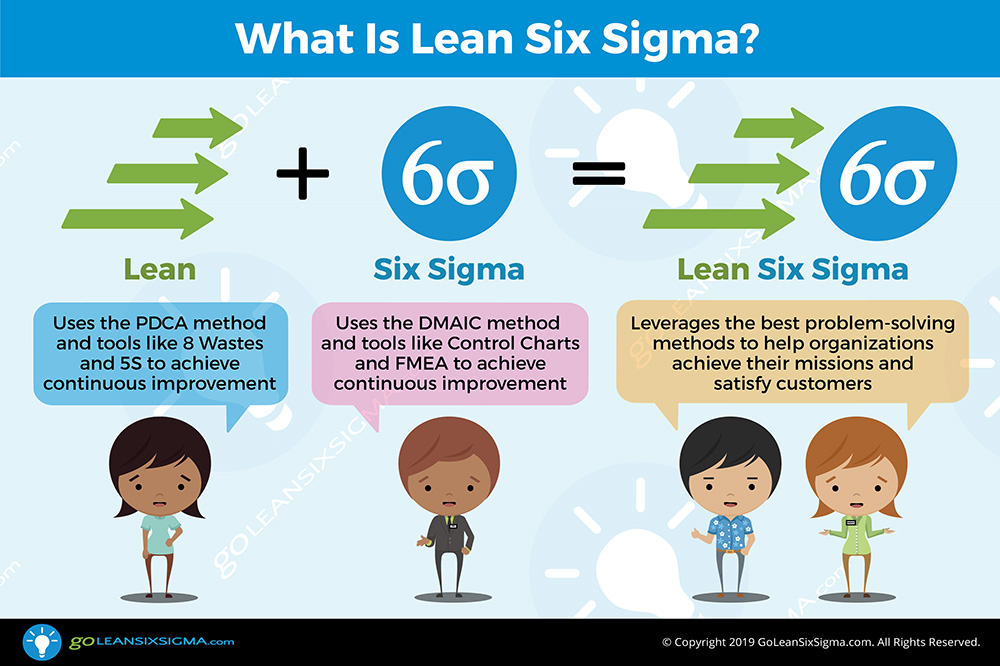 What Is Lean Six Sigma?
+
6σ
=
6σ
Lean
Six Sigma
Lean Six Sigma
Uses the PDCA method
and tools like 8 Wastes
and 5S to achieve
continuous improvement
Uses the DMAIC method
and tools like Control Charts
and FMEA to achieve
continuous improvement
Leverages the best problem-solving
methods to help organizations
achieve their missions and
satisfy customers
goLEANSIXSIGMA.com
© Copyright 2019 GoLeanSixSigma.com. All Rights Reserved.